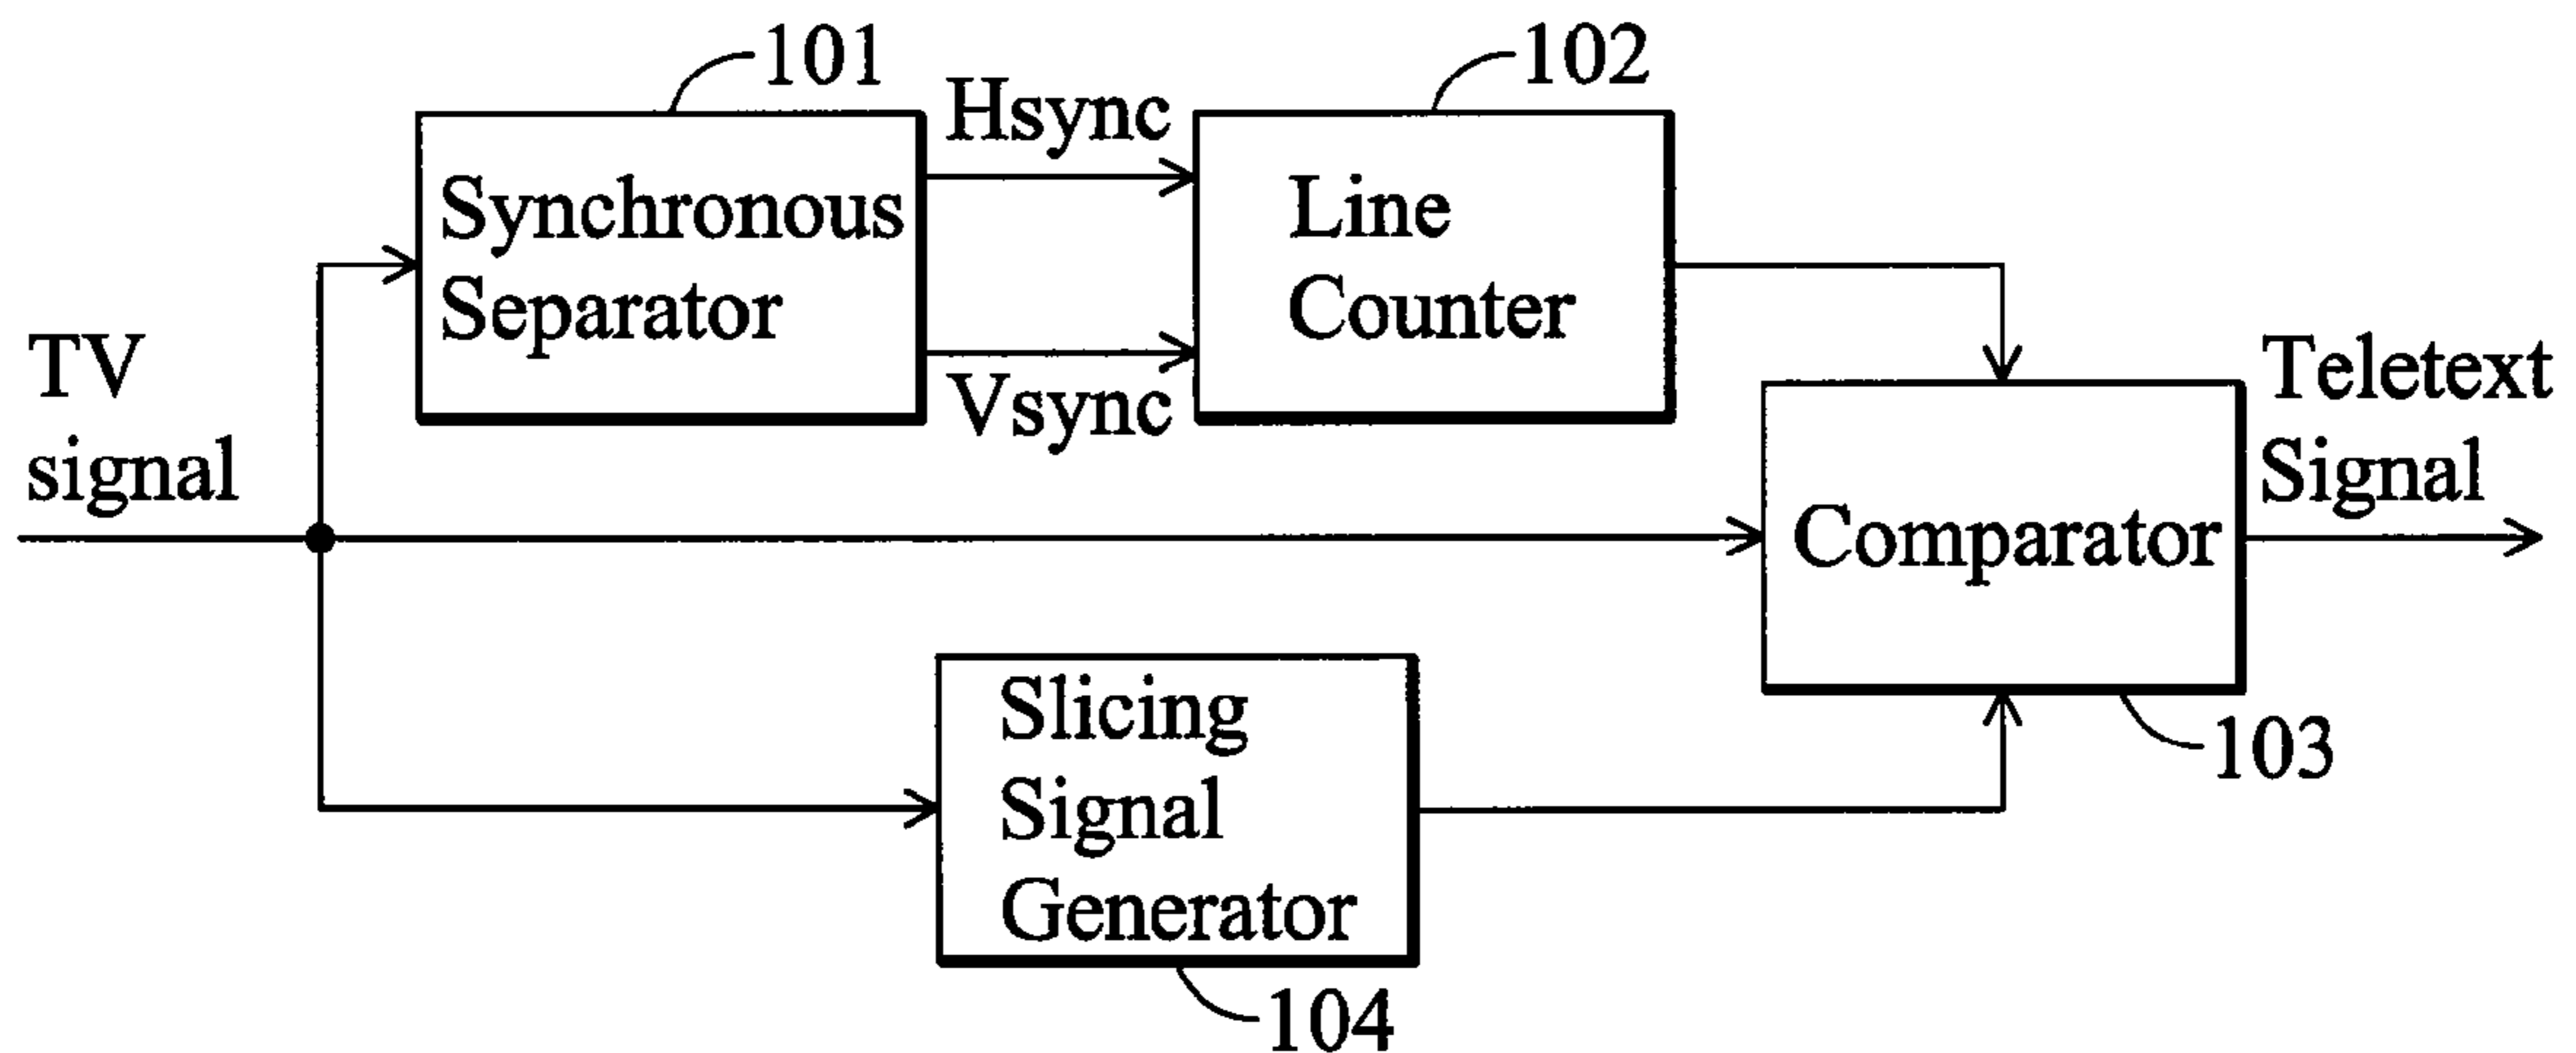 101
Hsync
102
Synchronous
Separator
Line
Counter
Vsync
TV
signal
Teletext
Signal
Comparator
103
Slicing
Signal
Generator
104